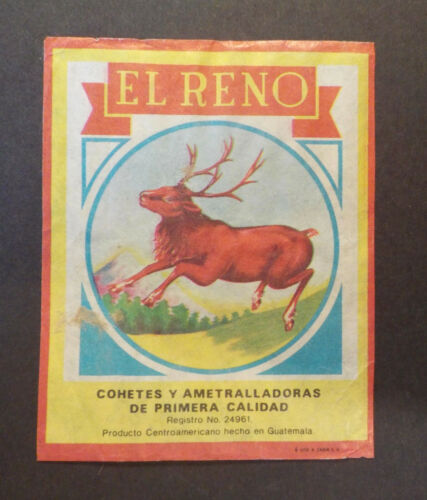 EL RENO
COHETES Y AMETRALLADORAS
DE PRIMERA CALIDAD
Registro No. 24961.
Producto Centroamericano hecho en Guatemala.